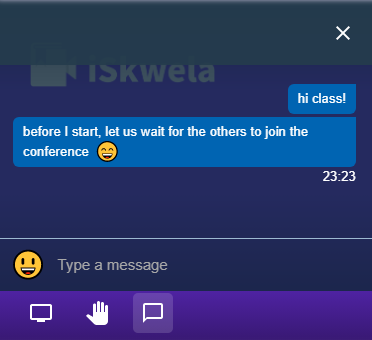 iSkwela
hi class!
before I start, let us wait for the others to join the
conference
23:23
Type a message